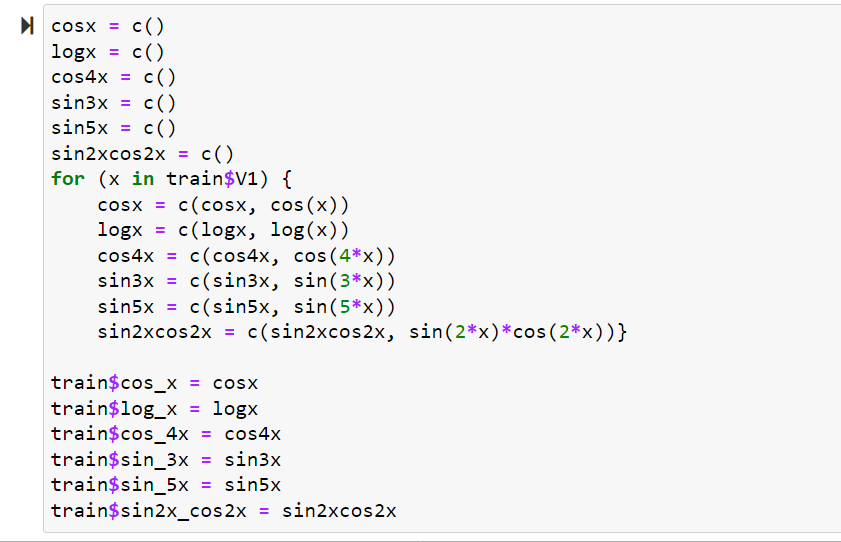 cosx = c()
logx = c()
cos4x = c()
sin3x = c()
sin5x = c()
sin2xcos2x = c()
for (x in train$V1) {
    cosx = c(cosx, cos(x))
    logx = c(logx, log(x))
    cos4x = c(cos4x, cos(4*x))
    sin3x = c(sin3x, sin(3*x))
    sin5x = c(sin5x, sin(5*x))
    sin2xcos2x = c(sin2xcos2x, sin(2*x)*cos(2*x))}

train$cos_x = cosx
train$log_x = logx
train$cos_4x = cos4x
train$sin_3x = sin3x
train$sin_5x = sin5x
train$sin2x_cos2x = sin2xcos2x